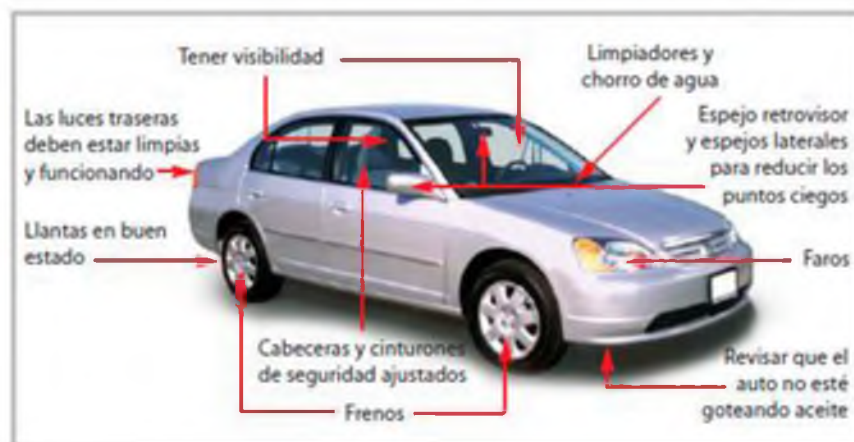 Tener visibilidad
Limpiadores y
chorro de agua
Las luces traseras
deben estar limpias
y funcionando
Espejo retrovisor
y espejos laterales
para reducir los
puntos ciegos
Llantas en buen
estado
Faros
Cabeceras y cinturones
de seguridad ajustados
Frenos
Revisar que el
auto no esté
goteando aceite